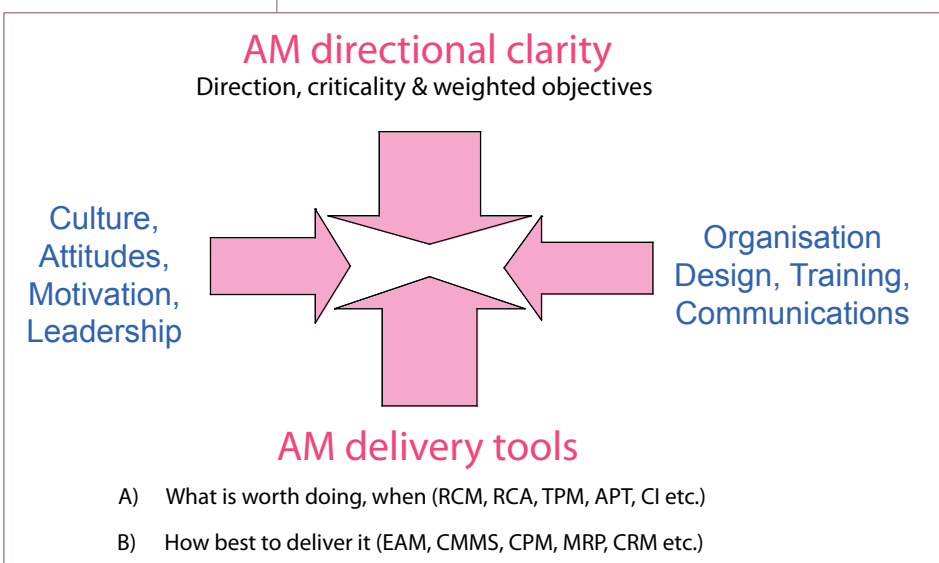 AM directional clarity
Direction, criticality & weighted objectives
Culture,
Attitudes,
Motivation,
Leadership
Organisation
Design, Training,
Communications
AM delivery tools
A) What is worth doing, when (RCM, RCA, TPM, APT, CI etc.)
B) How best to deliver it (EAM, CMMS, CPM, MRP, CRM etc.)